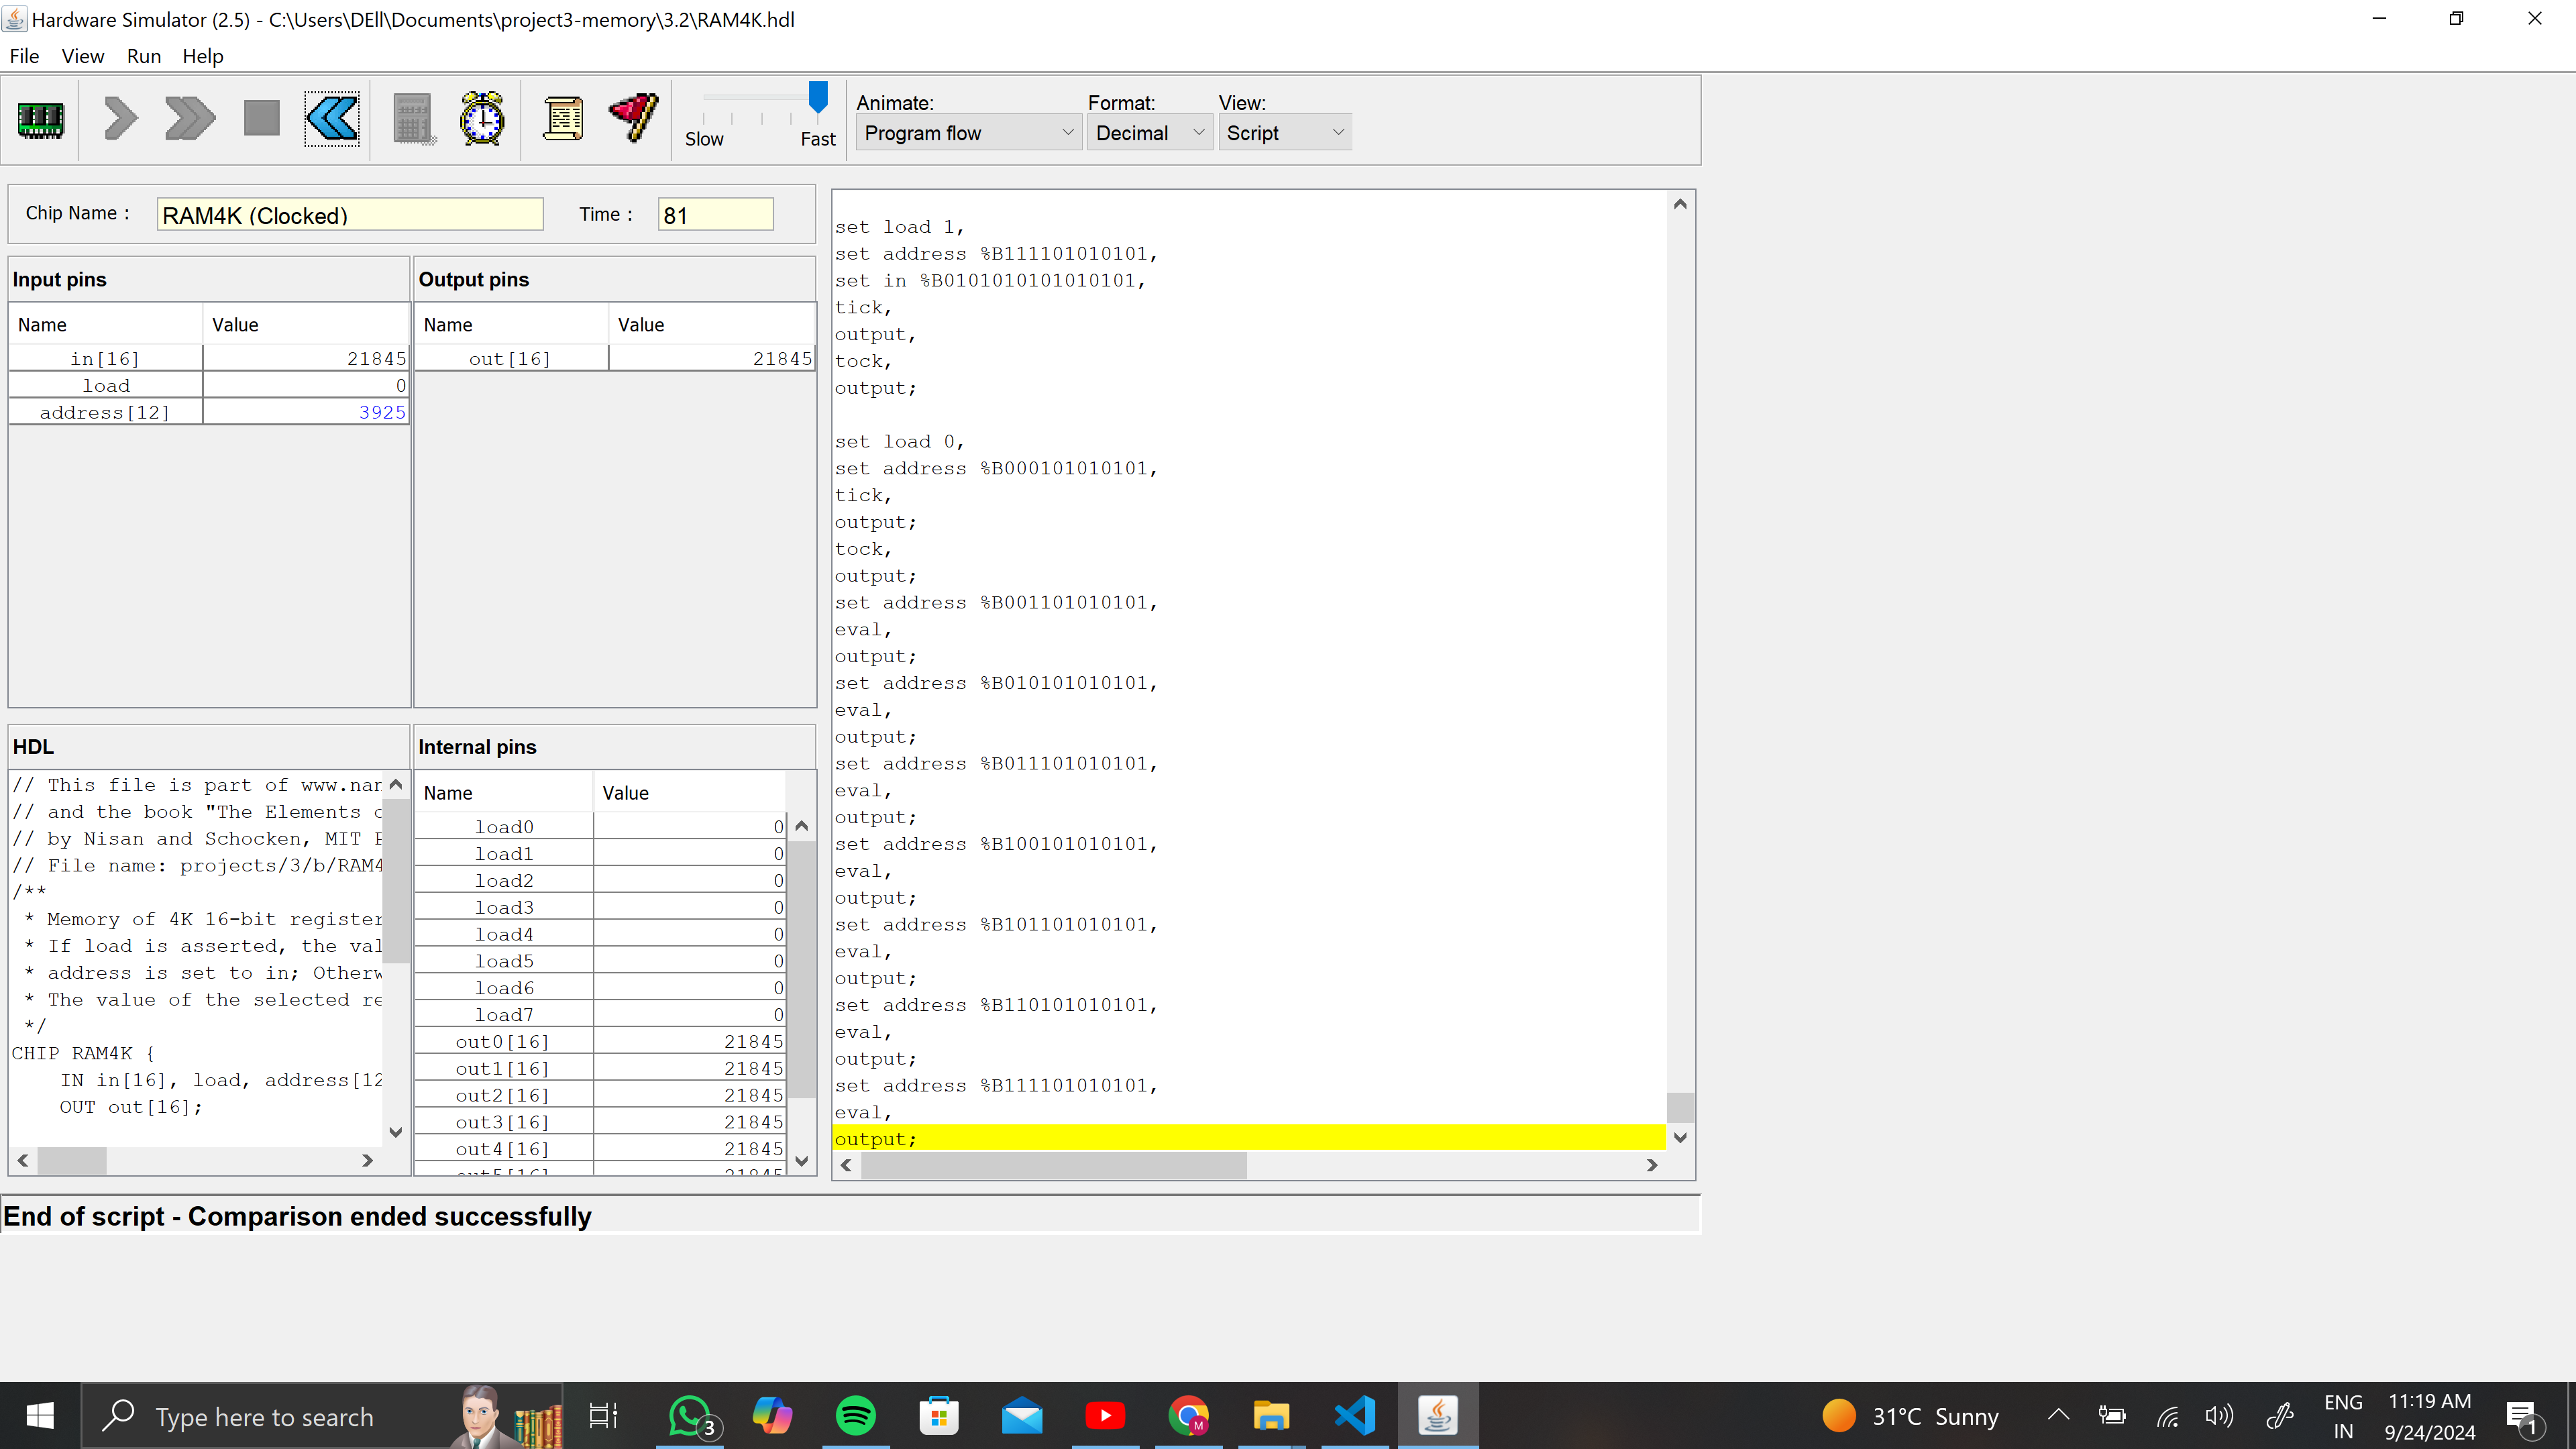 Hardware Simulator (2.5) - C:\Users\DEll\Documents\project3-memory\3.2\RAM4K.hdl
File View Run Help
Slow Fast
Animate: Format: View:
Program flow Decimal Script
Chip Name : RAM4K (Clocked) Time : 81
Input pins
Name Value
in[16] 21845
load 0
address[12] 3925
Output pins
Name Value
out[16] 21845
HDL
// This file is part of www.nan
// and the book "The Elements
// by Nisan and Schocken, MIT
// File name: projects/3/b/RAM4
/**
* Memory of 4K 16-bit register
* If load is asserted, the val
* address is set to in; Otherw
* The value of the selected re
*/
CHIP RAM4K {
IN in[16], load, address[12
OUT out[16];
Internal pins
Name Value
load0 0
load1 0
load2 0
load3 0
load4 0
load5 0
load6 0
load7 0
out0[16] 21845
out1[16] 21845
out2[16] 21845
out3[16] 21845
out4[16] 21845
set load 1,
set address %B111101010101,
set in %B0101010101010101,
tick,
output,
tock,
output;
set load 0,
set address %B000101010101,
tick,
output;
tock,
output;
set address %B001101010101,
eval,
output;
set address %B010101010101,
eval,
output;
set address %B011101010101,
eval,
output;
set address %B100101010101,
eval,
output;
set address %B101101010101,
eval,
output;
set address %B110101010101,
eval,
output;
set address %B111101010101,
eval,
output;
End of script - Comparison ended successfully
Type here to search
3
M
31°C Sunny
ENG
IN
11:19 AM
9/24/2024
1